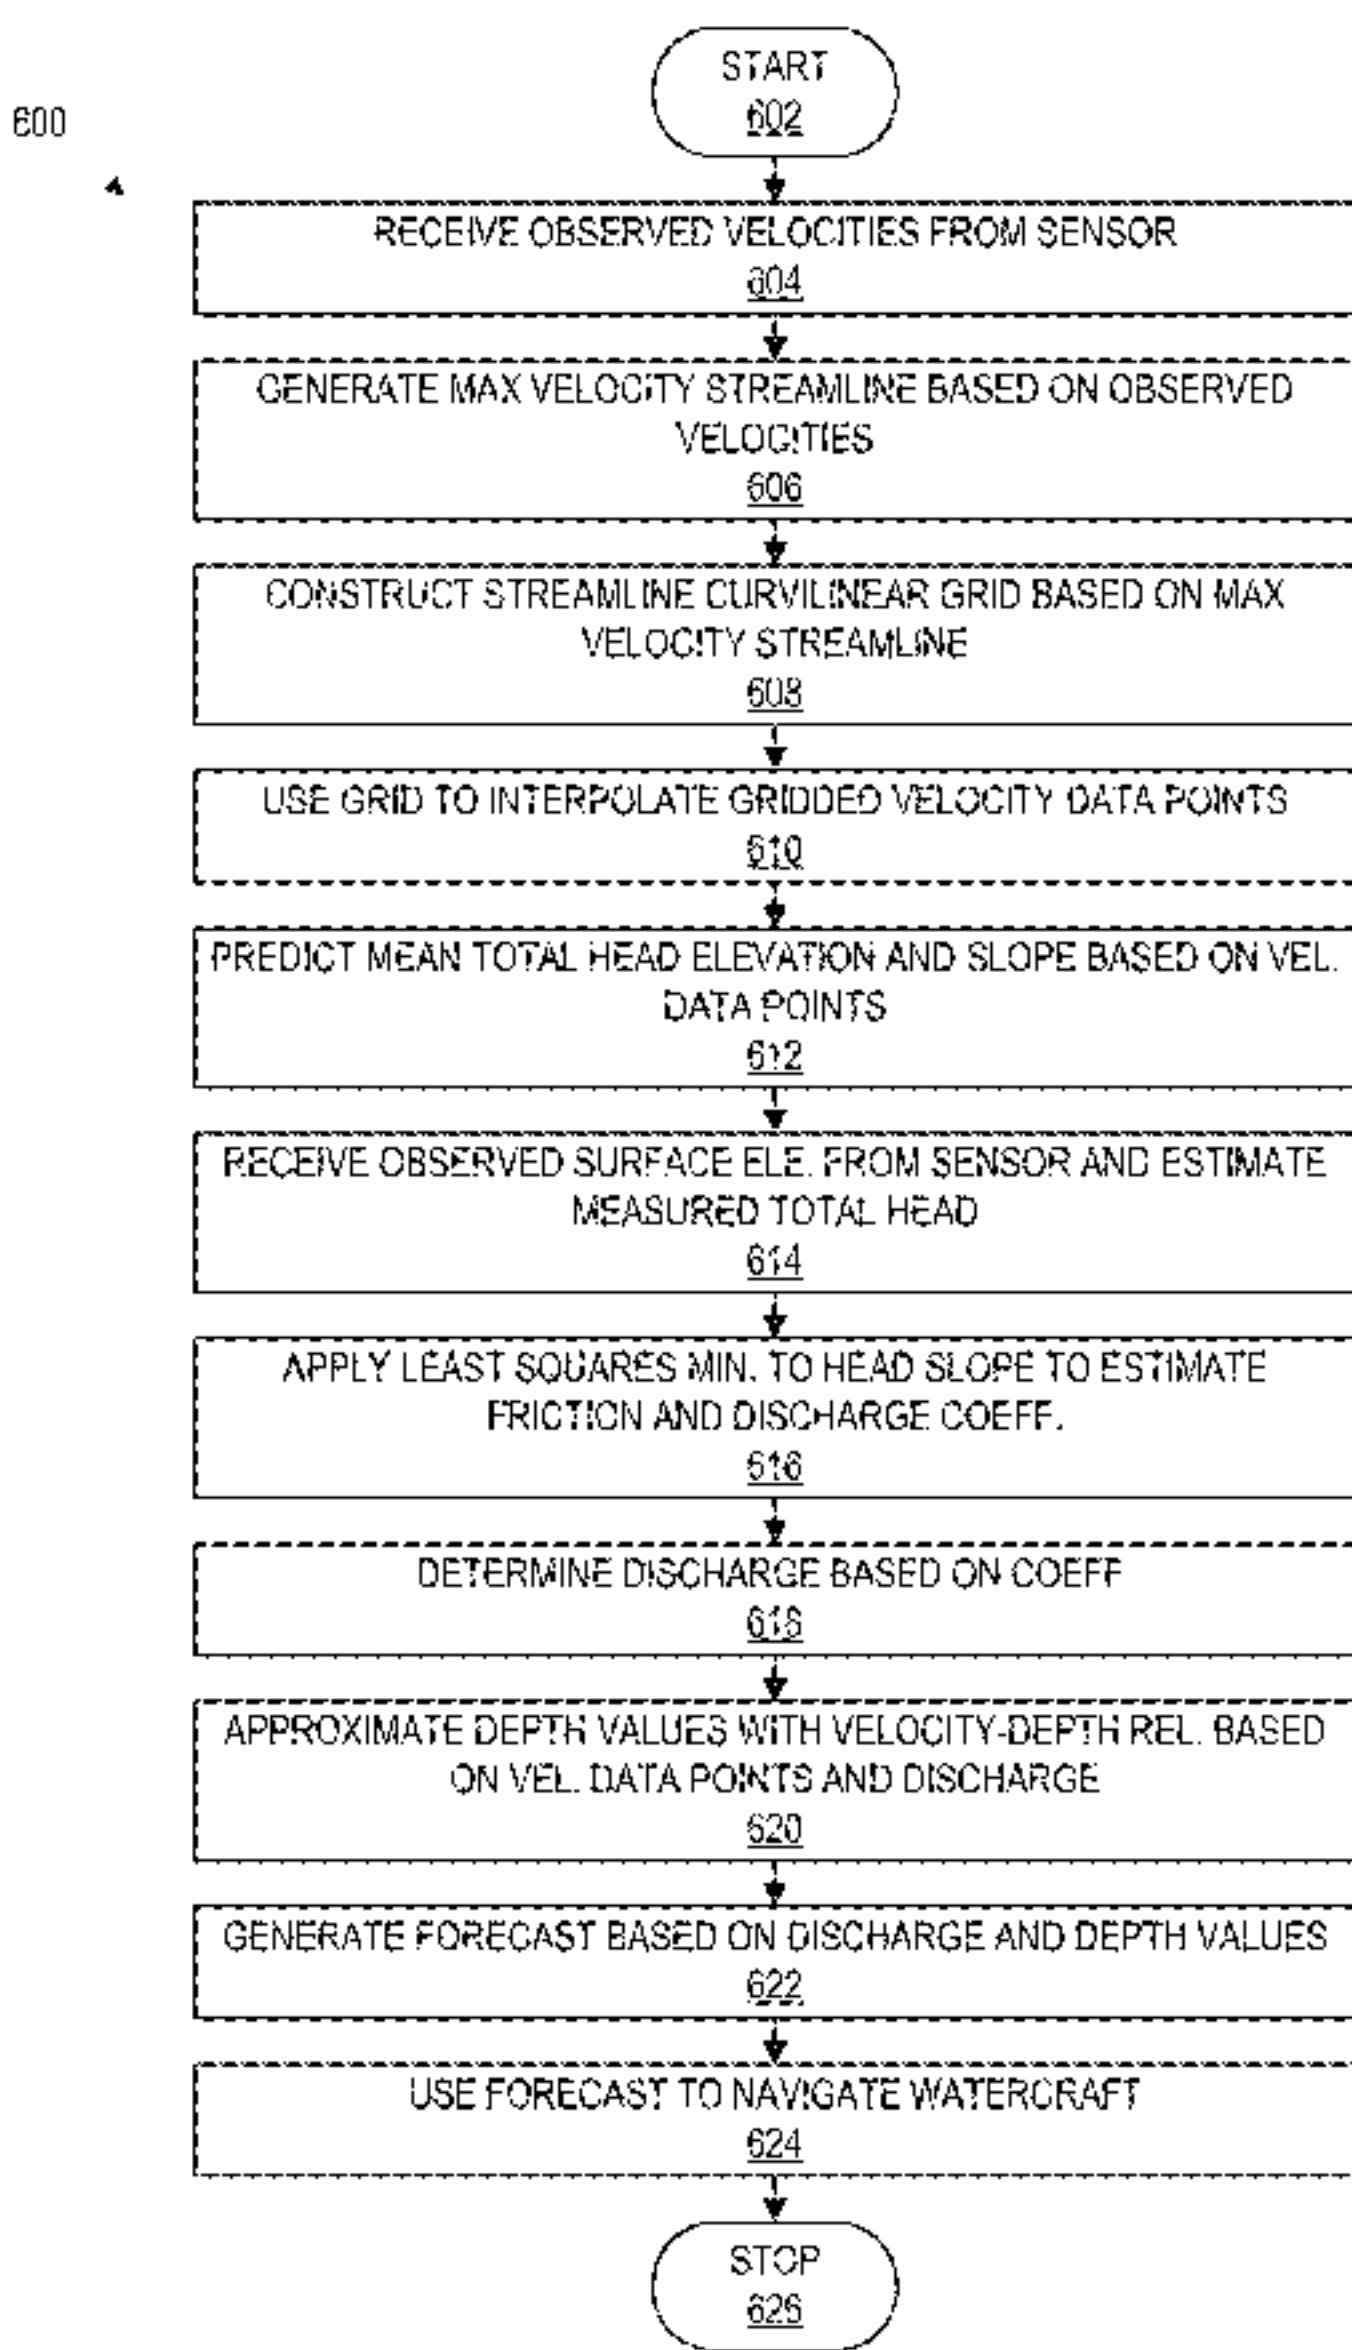 START
602
600
RECEIVE OBSERVED VELOCITIES FROM SENSOR
604
GENERATE MAX VELOCITY STREAMLINE BASED ON OBSERVED
VELOCITIES
606
CONSTRUCT STREAMLINE CURVILINEAR GRID BASED ON MAX
VELOCITY STREAMLINE
608
USE GRID TO INTERPOLATE GRIDDED VELOCITY DATA POINTS
610
PREDICT MEAN TOTAL HEAD ELEVATION AND SLOPE BASED ON VEL.
DATA POINTS
612
RECEIVE OBSERVED SURFACE ELE. FROM SENSOR AND ESTIMATE
MEASURED TOTAL HEAD
614
APPLY LEAST SQUARES MIN. TO HEAD SLOPE TO ESTIMATE
FRICTION AND DISCHARGE COEFF.
616
DETERMINE DISCHARGE BASED ON COEFF
618
APPROXIMATE DEPTH VALUES WITH VELOCITY-DEPTH REL. BASED
ON VEL. DATA POINTS AND DISCHARGE
620
GENERATE FORECAST BASED ON DISCHARGE AND DEPTH VALUES
622
USE FORECAST TO NAVIGATE WATERCRAFT
624
STOP
626